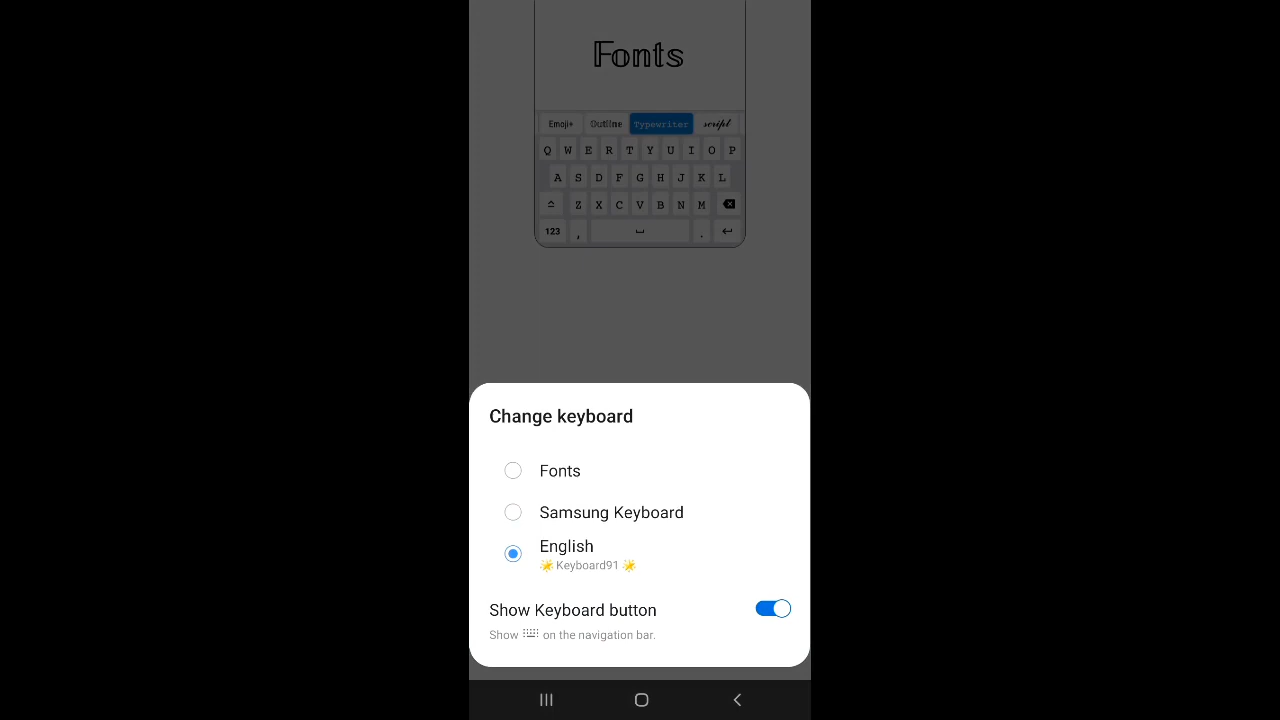 Fonts
Emoji+ Outline Typewriter script
Q W E R T Y U I O P
A S D F G H J K L
Z X C V B N M
123 , .
Change keyboard
Fonts
Samsung Keyboard
English
🌟 Keyboard91 🌟
Show Keyboard button
Show ⌨ on the navigation bar.